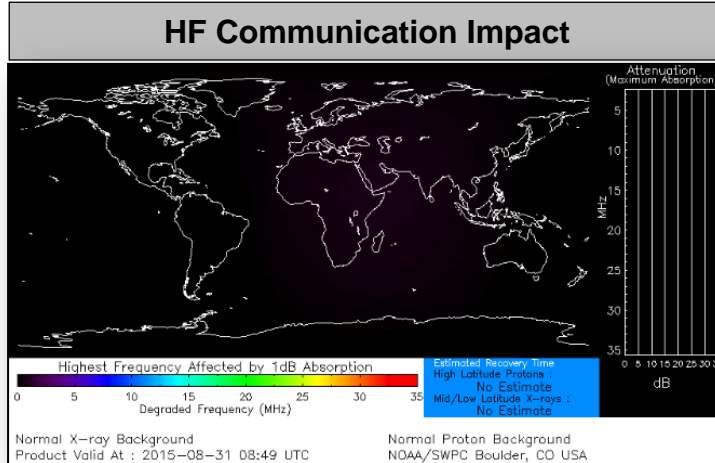 HF Communication Impact
Attenuation
(Maximum Absorption
5
10
15
20
25
30
35
MHz
0 5 10 15 20 25 30
dB
Highest Frequency Affected by 1dB Absorption
0 5 10 15 20 25 30 35
Degraded Frequency (MHz)
Estimated Recovery Time
High Latitude Protons :
No Estimate
Mid/Low Latitude X-rays :
No Estimate
Normal X-ray Background
Product Valid At : 2015-08-31 08:49 UTC
Normal Proton Background
NOAA/SWPC Boulder, CO USA